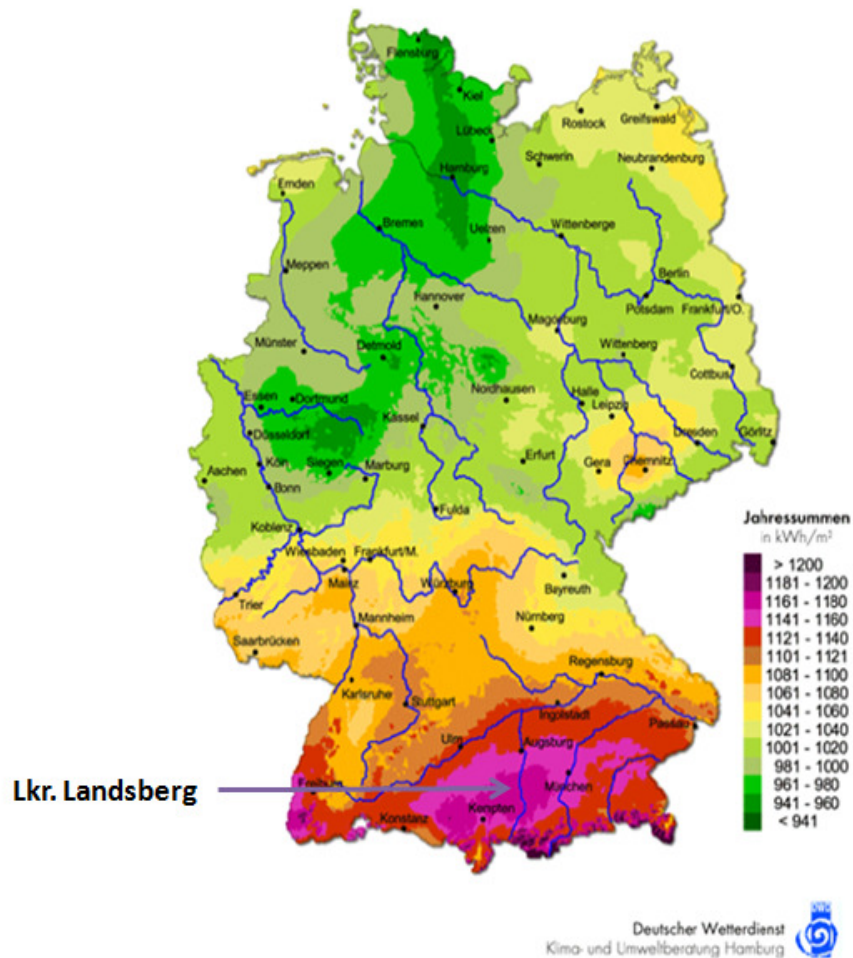 Flensburg
Kiel
Lübeck
Rostock
Greifswald
Hamburg
Schwerin
Neubrandenburg
Emden
Bremes
Uelzen
Wittenberge
Meppen
Berlin
Hannover
Potsdam
Frankfurt/O.
Magdeburg
Münster
Detmold
Wittenberg
Cottbus
Essen
Dortmund
Nordhausen
Halle
Leipzig
Kassel
Düsseldorf
Dresden
Görlitz
Köln
Siegen
Marburg
Erfurt
Gera
Chemnitz
Aachen
Bonn
Fulda
Koblenz
Wiesbaden
Frankfurt/M.
Mainz
Würzburg
Bayreuth
Trier
Mannheim
Nürnberg
Saarbrücken
Regensburg
Karlsruhe
Stuttgart
Ingolstadt
Passau
Ulm
Augsburg
Lkr. Landsberg
Freiburg
München
Kempten
Konstanz
Jahressummen
in kWh/m²
> 1200
1181 - 1200
1161 - 1180
1141 - 1160
1121 - 1140
1101 - 1121
1081 - 1100
1061 - 1080
1041 - 1060
1021 - 1040
1001 - 1020
981 - 1000
961 - 980
941 - 960
< 941
Deutscher Wetterdienst
Klima- und Umweltberatung Hamburg
DWD